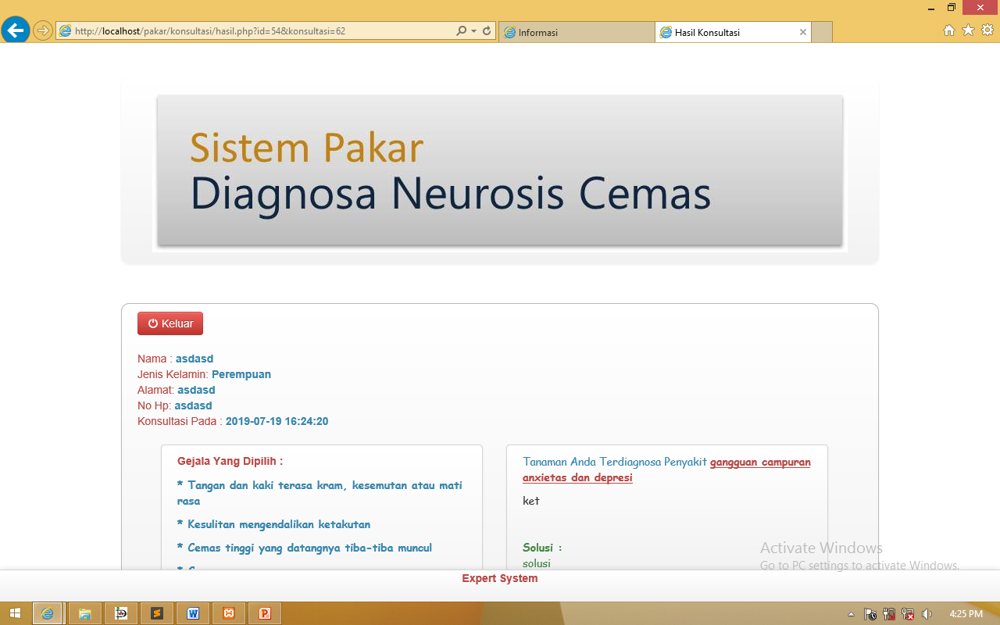 http://localhost/pakar/konsultasi/hasil.php?id=54&konsultasi=62
Informasi
Hasil Konsultasi
Sistem Pakar
Diagnosa Neurosis Cemas
Keluar
Nama : asdasd
Jenis Kelamin: Perempuan
Alamat: asdasd
No Hp: asdasd
Konsultasi Pada : 2019-07-19 16:24:20
Gejala Yang Dipilih :
* Tangan dan kaki terasa kram, kesemutan atau mati
rasa
* Kesulitan mengendalikan ketakutan
* Cemas tinggi yang datangnya tiba-tiba muncul
Tanaman Anda Terdiagnosa Penyakit gangguan campuran
anxietas dan depresi
ket
Solusi :
solusi
Activate Windows
Go to PC settings to activate Windows.
Expert System
4:25 PM